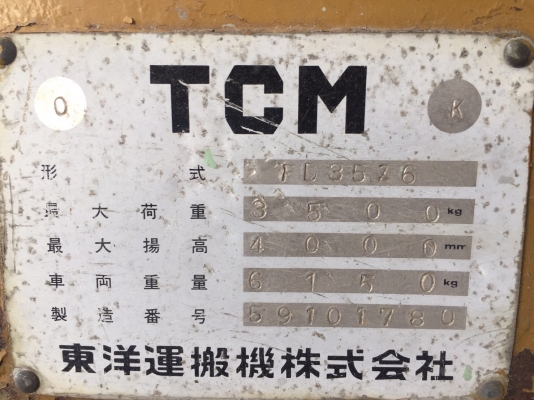 TCM
O K
形式 FD35Z6
最大荷重 3500 kg
最大揚高 4000 mm
車両重量 6150 kg
製造番号 59101780
東洋運搬機株式会社